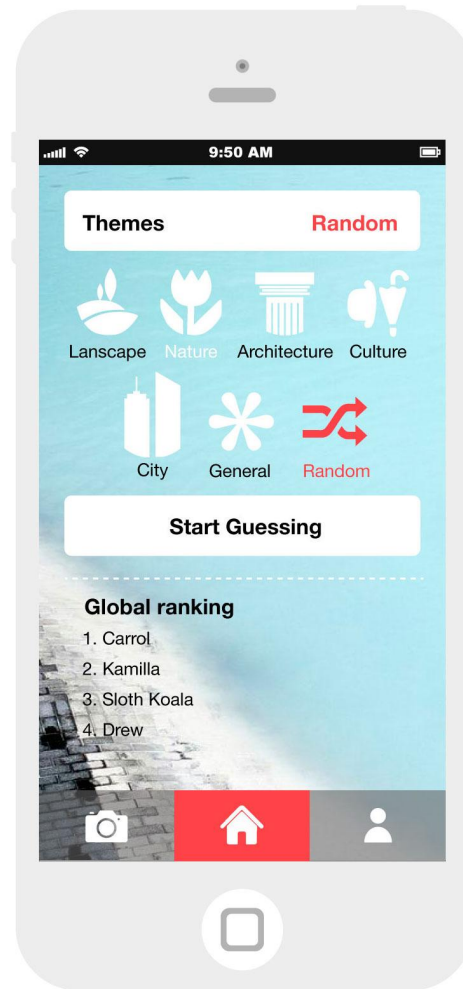 9:50 AM
Themes Random
Lanscape Nature Architecture Culture
City General Random
Start Guessing
Global ranking
1. Carrol
2. Kamilla
3. Sloth Koala
4. Drew